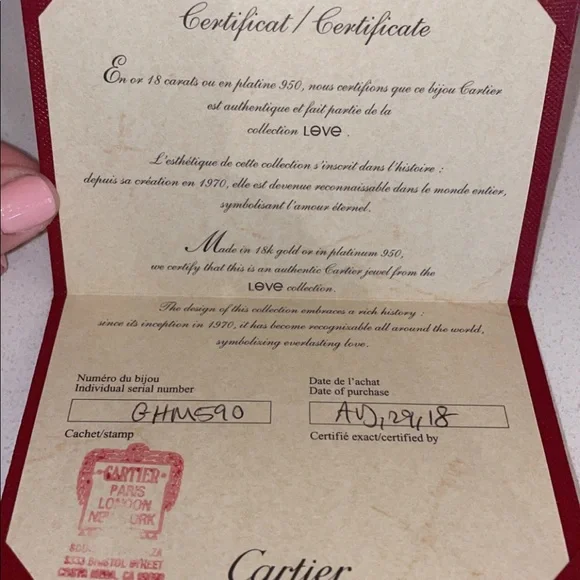 Certificat / Certificate
En or 18 carats ou en platine 950, nous certifions que ce bijou Cartier
est authentique et fait partie de la
collection LOVE .
L'esthétique de cette collection s'inscrit dans l'histoire :
depuis sa création en 1970, elle est devenue reconnaissable dans le monde entier,
symbolisant l'amour éternel.
Made in 18k gold or in platinum 950,
we certify that this is an authentic Cartier jewel from the
LOVE collection.
The design of this collection embraces a rich history :
since its inception in 1970, it has become recognizable all around the world,
symbolizing everlasting love.
Numéro du bijou
Individual serial number
GHM590
Date de l'achat
Date of purchase
29, 18
Cachet/stamp
Certifié exact/certified by
CARTIER
PARIS
LONDON
NEW YORK
3333 BRISTOL STREET
COSTA MESA, CA
Cartier